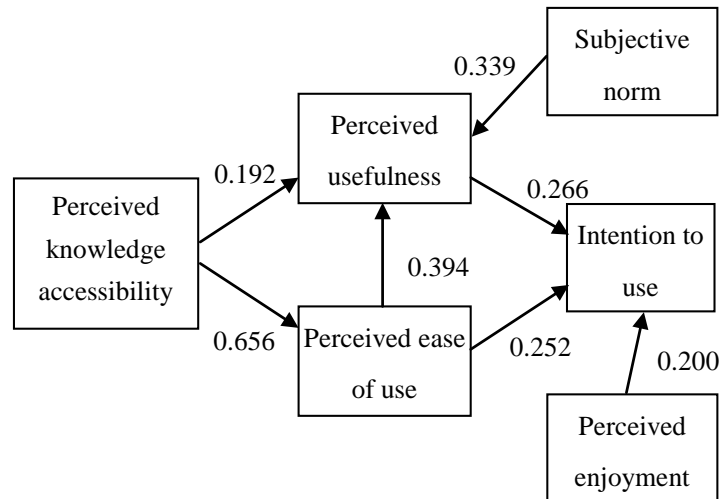 Subjective
norm
0.339
Perceived
usefulness
0.192
Perceived
knowledge
accessibility
0.266
Intention to
use
0.394
0.656
Perceived ease
of use
0.252
0.200
Perceived
enjoyment